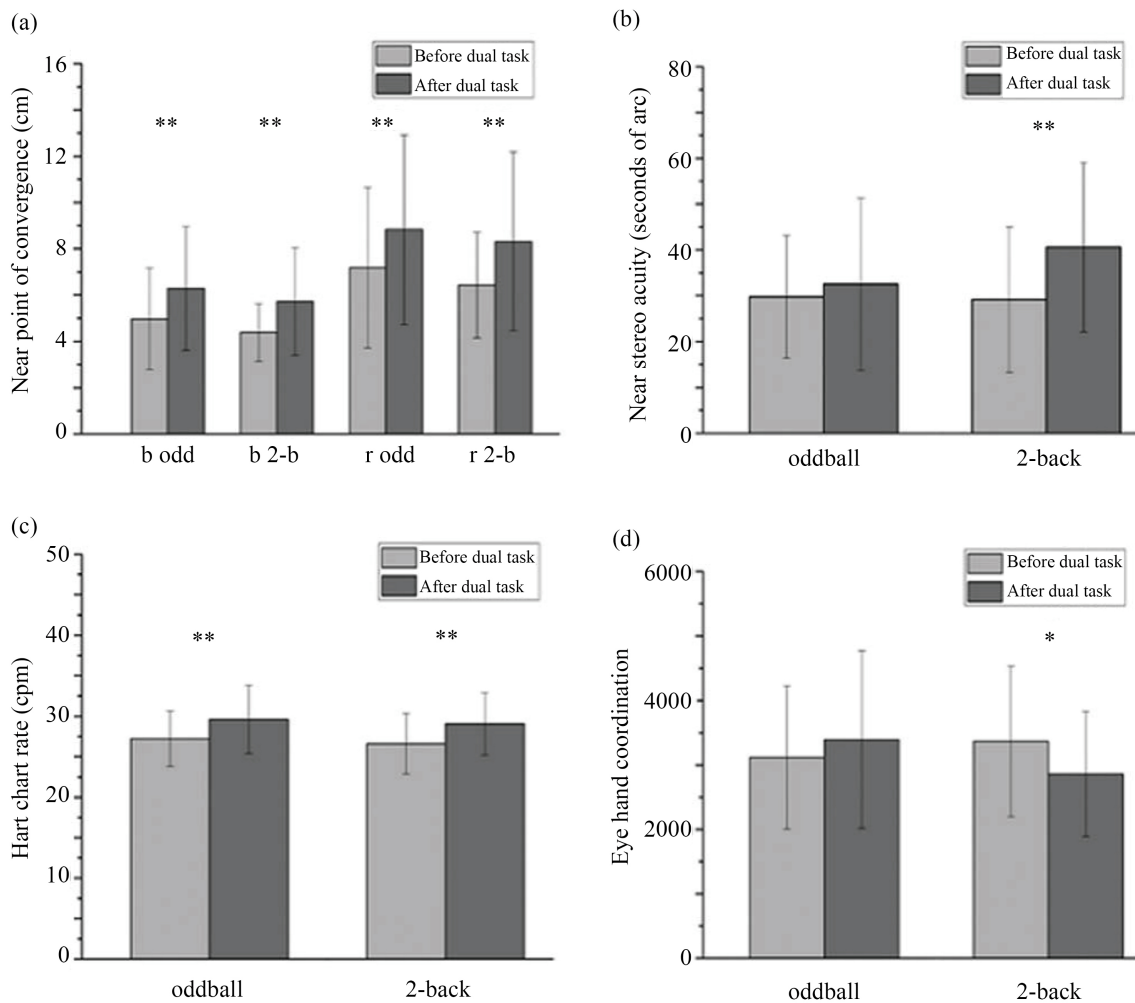 (a)
Near point of convergence (cm)
16
12
8
4
0
Before dual task
After dual task
**
**
**
**
b odd
b 2-b
r odd
r 2-b
(b)
Near stereo acuity (seconds of arc)
80
60
40
20
0
Before dual task
After dual task
**
oddball
2-back
(c)
Hart chart rate (cpm)
50
40
30
20
10
0
Before dual task
After dual task
**
**
oddball
2-back
(d)
Eye hand coordination
6000
4000
2000
0
Before dual task
After dual task
*
oddball
2-back